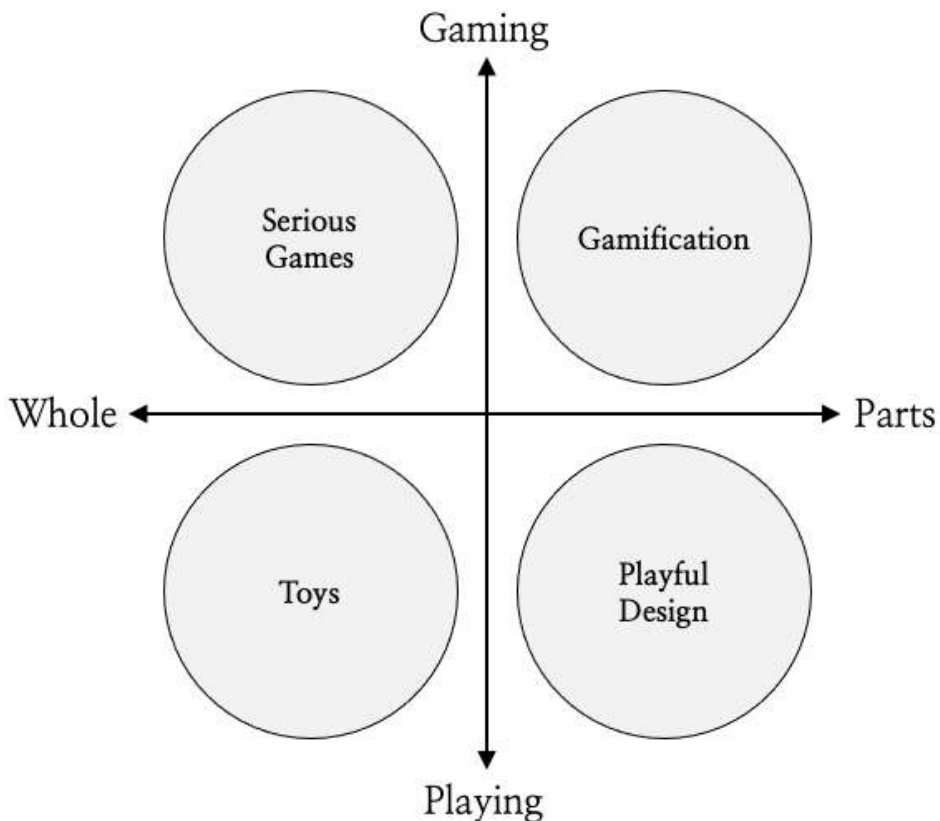 Gaming
Serious
Games
Gamification
Whole
Parts
Toys
Playful
Design
Playing